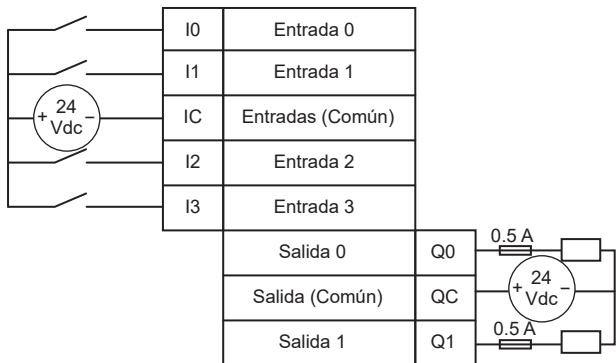 I0 Entrada 0
I1 Entrada 1
+ 24 Vdc −
IC Entradas (Común)
I2 Entrada 2
I3 Entrada 3
Salida 0 Q0 0.5 A
Salida (Común) QC
+ 24 Vdc −
Salida 1 Q1 0.5 A